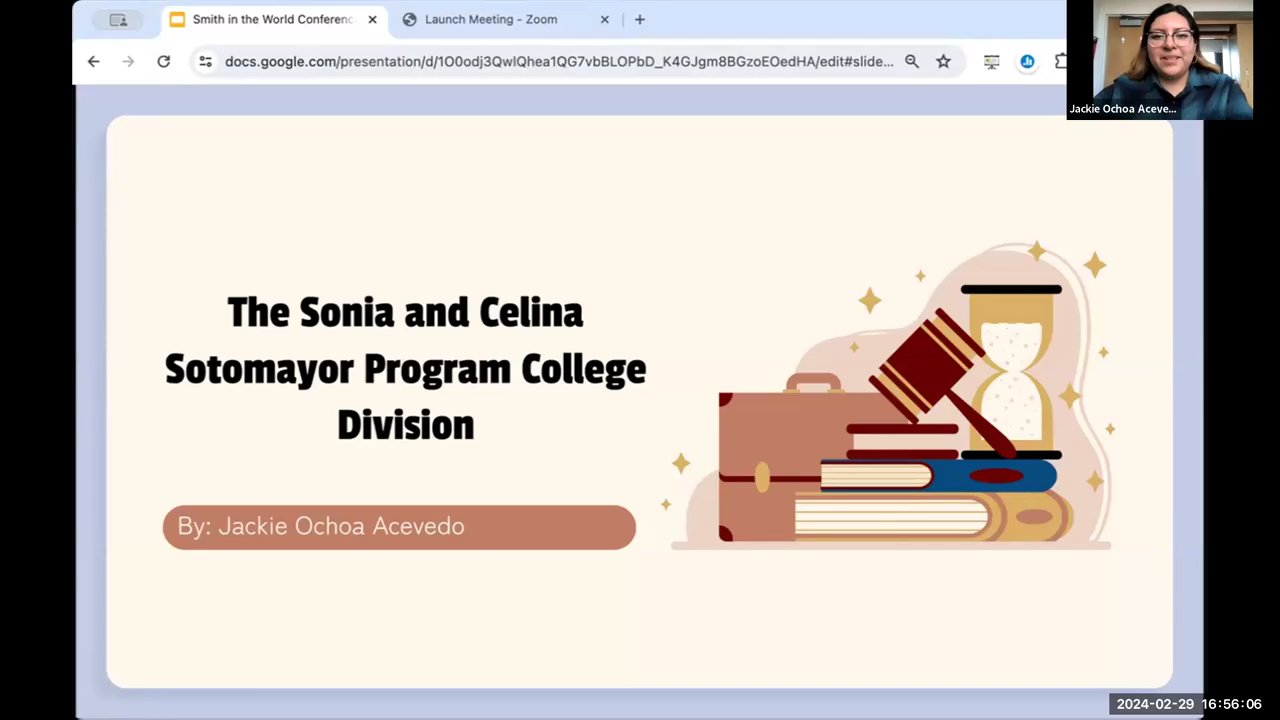 Smith in the World Conferenc
Launch Meeting - Zoom
docs.google.com/presentation/d/1O0odj3QwlQhea1QG7vbBLOPbD_K4GJgm8BGzoEOedHA/edit#slide...
Jackie Ochoa Aceve...
The Sonia and Celina
Sotomayor Program College
Division
By: Jackie Ochoa Acevedo
2024-02-29 16:56:06